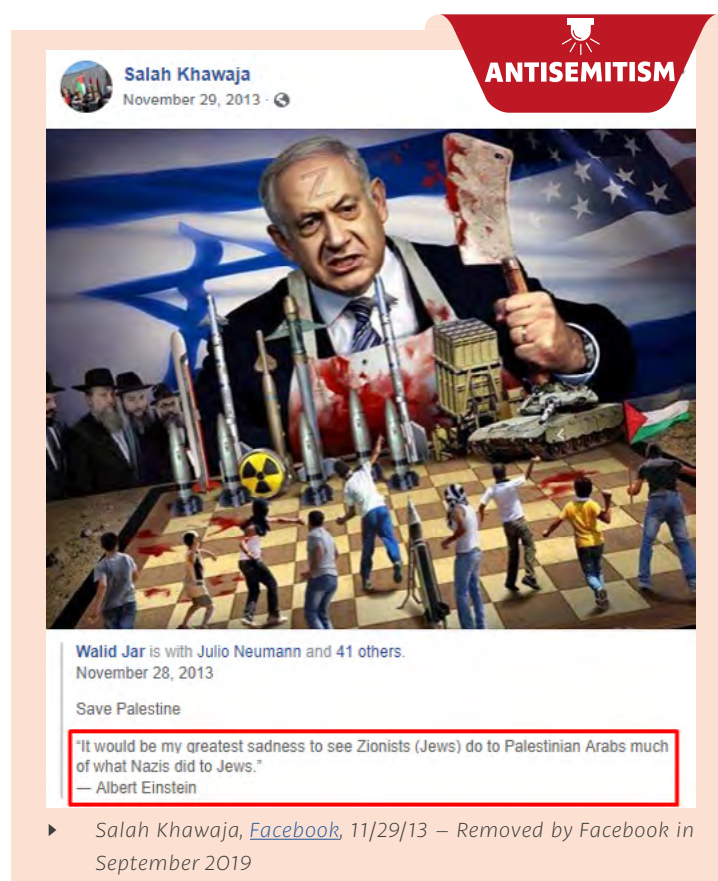 ANTISEMITISM
Salah Khawaja
November 29, 2013 ·
Z
Walid Jar is with Julio Neumann and 41 others.
November 28, 2013
Save Palestine
"It would be my greatest sadness to see Zionists (Jews) do to Palestinian Arabs much
of what Nazis did to Jews."
— Albert Einstein
Salah Khawaja, Facebook, 11/29/13 – Removed by Facebook in
September 2019